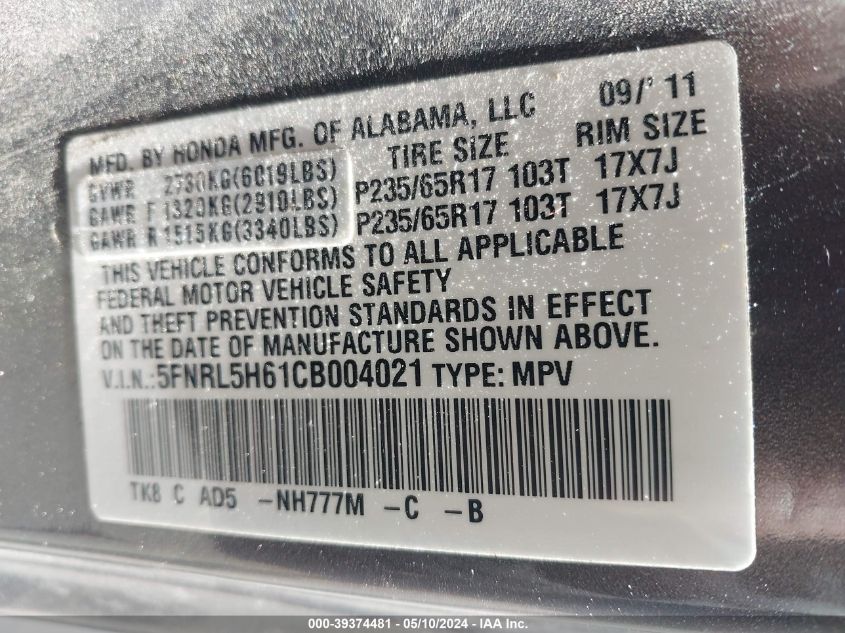 MFD. BY HONDA MFG. OF ALABAMA, LLC 09/' 11
TIRE SIZE RIM SIZE
GVWR 2730KG(6019LBS)
GAWR F 1320KG(2910LBS) P235/65R17 103T 17X7J
GAWR R 1515KG(3340LBS) P235/65R17 103T 17X7J
THIS VEHICLE CONFORMS TO ALL APPLICABLE
FEDERAL MOTOR VEHICLE SAFETY
AND THEFT PREVENTION STANDARDS IN EFFECT
ON THE DATE OF MANUFACTURE SHOWN ABOVE.
V.I.N.:5FNRL5H61CB004021 TYPE: MPV
TK8 C AD5 -NH777M -C -B
000-39374481 - 05/10/2024 - IAA Inc.